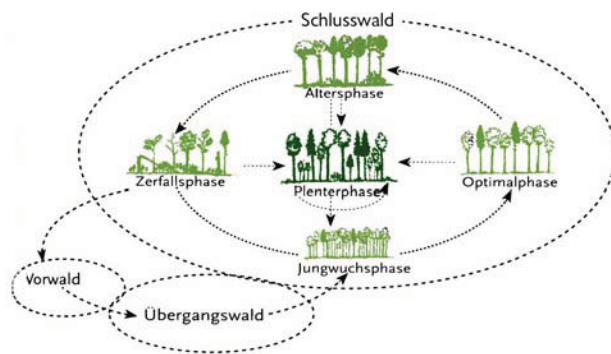 Schlusswald
Altersphase
Zerfallsphase
Plenterphase
Optimalphase
Jungwuchsphase
Vorwald
Übergangswald